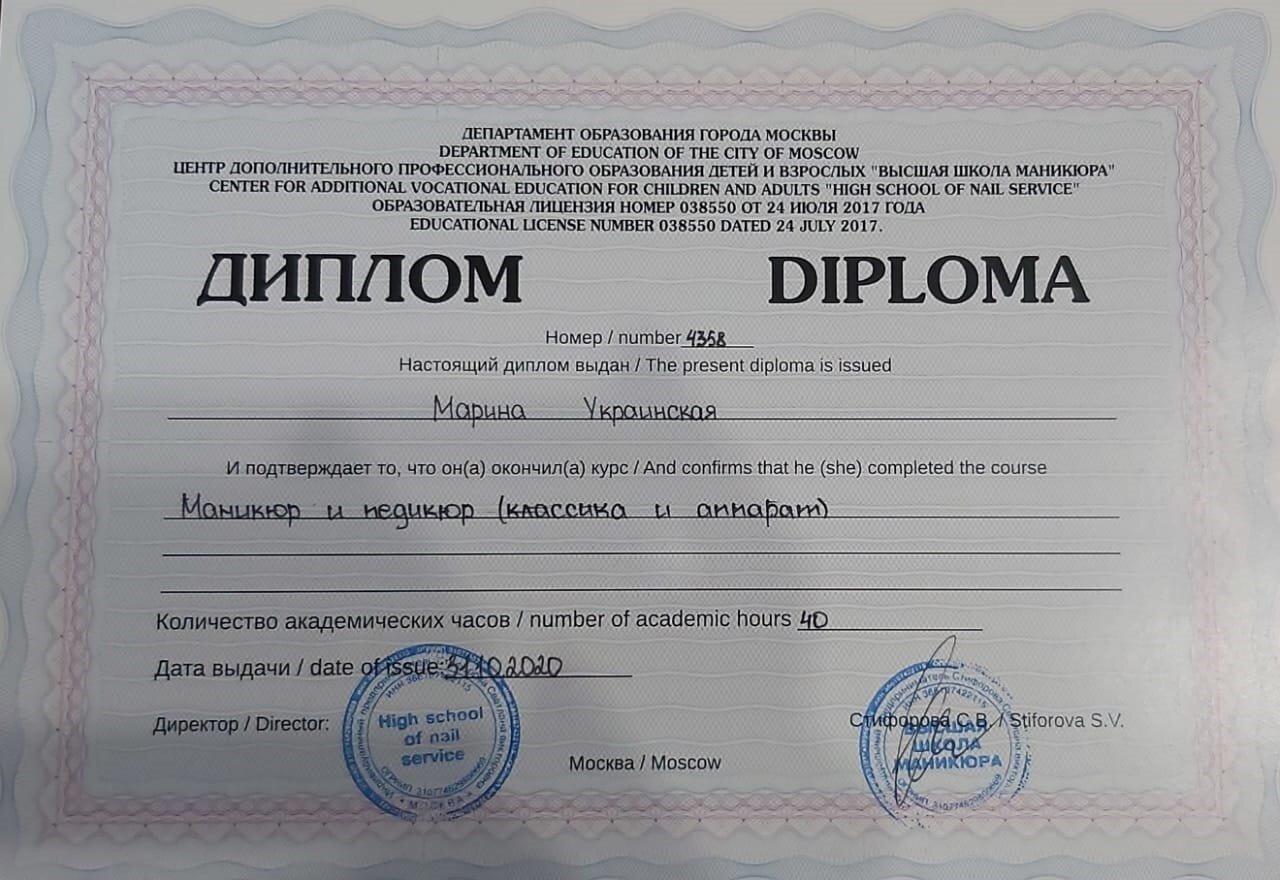 ДЕПАРТАМЕНТ ОБРАЗОВАНИЯ ГОРОДА МОСКВЫ
DEPARTMENT OF EDUCATION OF THE CITY OF MOSCOW
ЦЕНТР ДОПОЛНИТЕЛЬНОГО ПРОФЕССИОНАЛЬНОГО ОБРАЗОВАНИЯ ДЕТЕЙ И ВЗРОСЛЫХ "ВЫСШАЯ ШКОЛА МАНИКЮРА"
CENTER FOR ADDITIONAL VOCATIONAL EDUCATION FOR CHILDREN AND ADULTS "HIGH SCHOOL OF NAIL SERVICE"
ОБРАЗОВАТЕЛЬНАЯ ЛИЦЕНЗИЯ НОМЕР 038550 ОТ 24 ИЮЛЯ 2017 ГОДА
EDUCATIONAL LICENSE NUMBER 038550 DATED 24 JULY 2017.
ДИПЛОМ DIPLOMA
Номер / number 4358
Настоящий диплом выдан / The present diploma is issued
Марина Украинская
И подтверждает то, что он(а) окончил(а) курс / And confirms that he (she) completed the course
Маникюр и педикюр (классика и аппарат)
Количество академических часов / number of academic hours 40
Дата выдачи / date of issue: 31.10.2020
Директор / Director: Стифорова С.В. / Stiforova S.V.
High school
of nail
service
МОСКВА
ВЫСШАЯ
ШКОЛА
МАНИКЮРА
Москва / Moscow